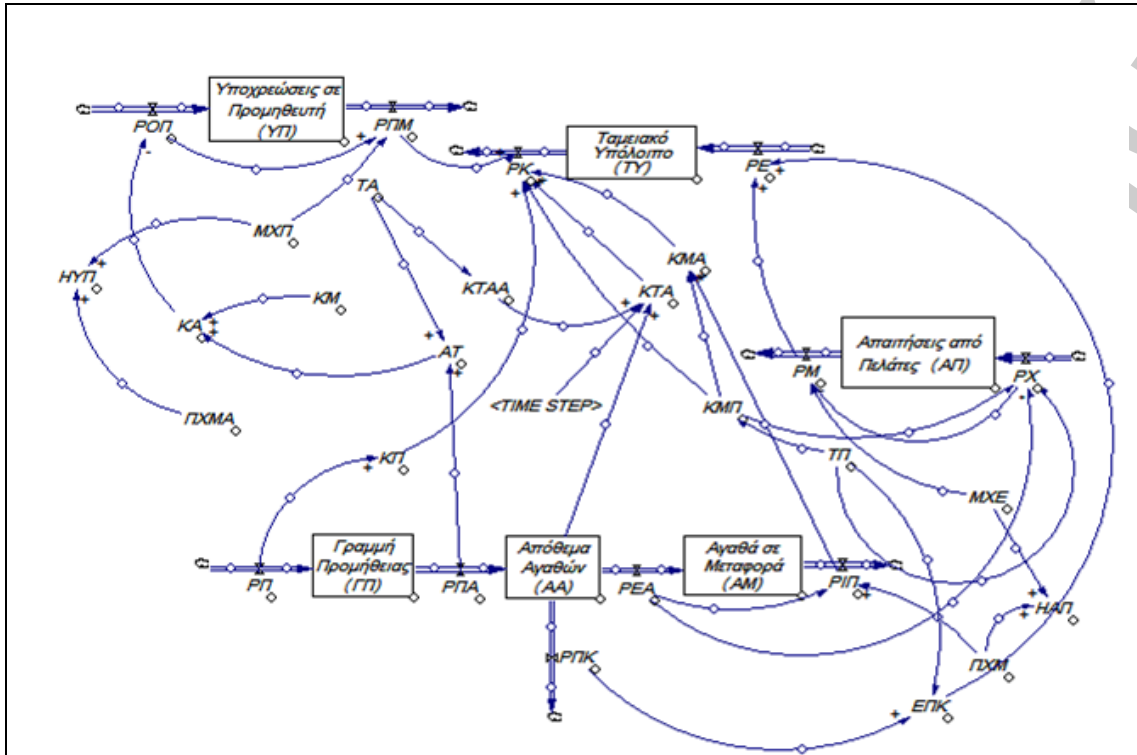 Υποχρεώσεις σε
Προμηθευτή
(ΥΠ)
ΡΟΠ
ΡΠΜ
Ταμειακό
Υπόλοιπο
(ΤΥ)
ΡΚ
ΡΕ
ΤΑ
ΜΧΠ
ΗΥΠ
ΚΤΑΑ
ΚΜΑ
ΚΤΑ
ΚΜ
ΚΑ
ΑΤ
Απαιτήσεις από
Πελάτες (ΑΠ)
ΡΜ
ΡΧ
<TIME STEP>
ΚΜΠ
ΠΧΜΑ
ΚΠ
ΤΠ
ΜΧΕ
Γραμμή
Προμήθειας
(ΓΠ)
Απόθεμα
Αγαθών
(ΑΑ)
Αγαθά σε
Μεταφορά
(ΑΜ)
ΡΠ
ΡΠΑ
ΡΕΑ
ΡΙΠ
ΗΑΠ
ΡΠΚ
ΠΧΜ
ΕΠΚ